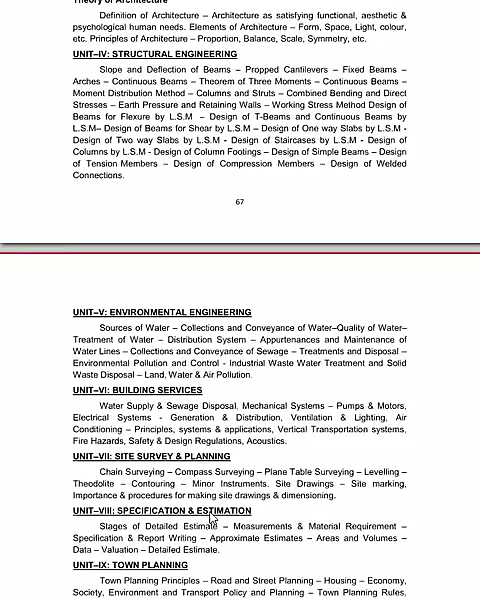 Theory of Architecture
Definition of Architecture – Architecture as satisfying functional, aesthetic &
psychological human needs. Elements of Architecture – Form, Space, Light, colour,
etc. Principles of Architecture – Proportion, Balance, Scale, Symmetry, etc.
UNIT–IV: STRUCTURAL ENGINEERING
Slope and Deflection of Beams – Propped Cantilevers – Fixed Beams –
Arches – Continuous Beams – Theorem of Three Moments – Continuous Beams –
Moment Distribution Method – Columns and Struts – Combined Bending and Direct
Stresses – Earth Pressure and Retaining Walls – Working Stress Method Design of
Beams for Flexure by L.S.M – Design of T-Beams and Continuous Beams by
L.S.M– Design of Beams for Shear by L.S.M – Design of One way Slabs by L.S.M -
Design of Two way Slabs by L.S.M - Design of Staircases by L.S.M - Design of
Columns by L.S.M - Design of Column Footings – Design of Simple Beams – Design
of Tension Members – Design of Compression Members – Design of Welded
Connections.
67
UNIT–V: ENVIRONMENTAL ENGINEERING
Sources of Water – Collections and Conveyance of Water–Quality of Water–
Treatment of Water – Distribution System – Appurtenances and Maintenance of
Water Lines – Collections and Conveyance of Sewage – Treatments and Disposal –
Environmental Pollution and Control - Industrial Waste Water Treatment and Solid
Waste Disposal – Land, Water & Air Pollution.
UNIT–VI: BUILDING SERVICES
Water Supply & Sewage Disposal, Mechanical Systems – Pumps & Motors,
Electrical Systems - Generation & Distribution, Ventilation & Lighting, Air
Conditioning – Principles, systems & applications, Vertical Transportation systems,
Fire Hazards, Safety & Design Regulations, Acoustics.
UNIT–VII: SITE SURVEY & PLANNING
Chain Surveying – Compass Surveying – Plane Table Surveying – Levelling –
Theodolite – Contouring – Minor Instruments. Site Drawings – Site marking,
Importance & procedures for making site drawings & dimensioning.
UNIT–VIII: SPECIFICATION & ESTIMATION
Stages of Detailed Estimate – Measurements & Material Requirement –
Specification & Report Writing – Approximate Estimates – Areas and Volumes –
Data – Valuation – Detailed Estimate.
UNIT–IX: TOWN PLANNING
Town Planning Principles – Road and Street Planning – Housing – Economy,
Society, Environment and Transport Policy and Planning – Town Planning Rules,